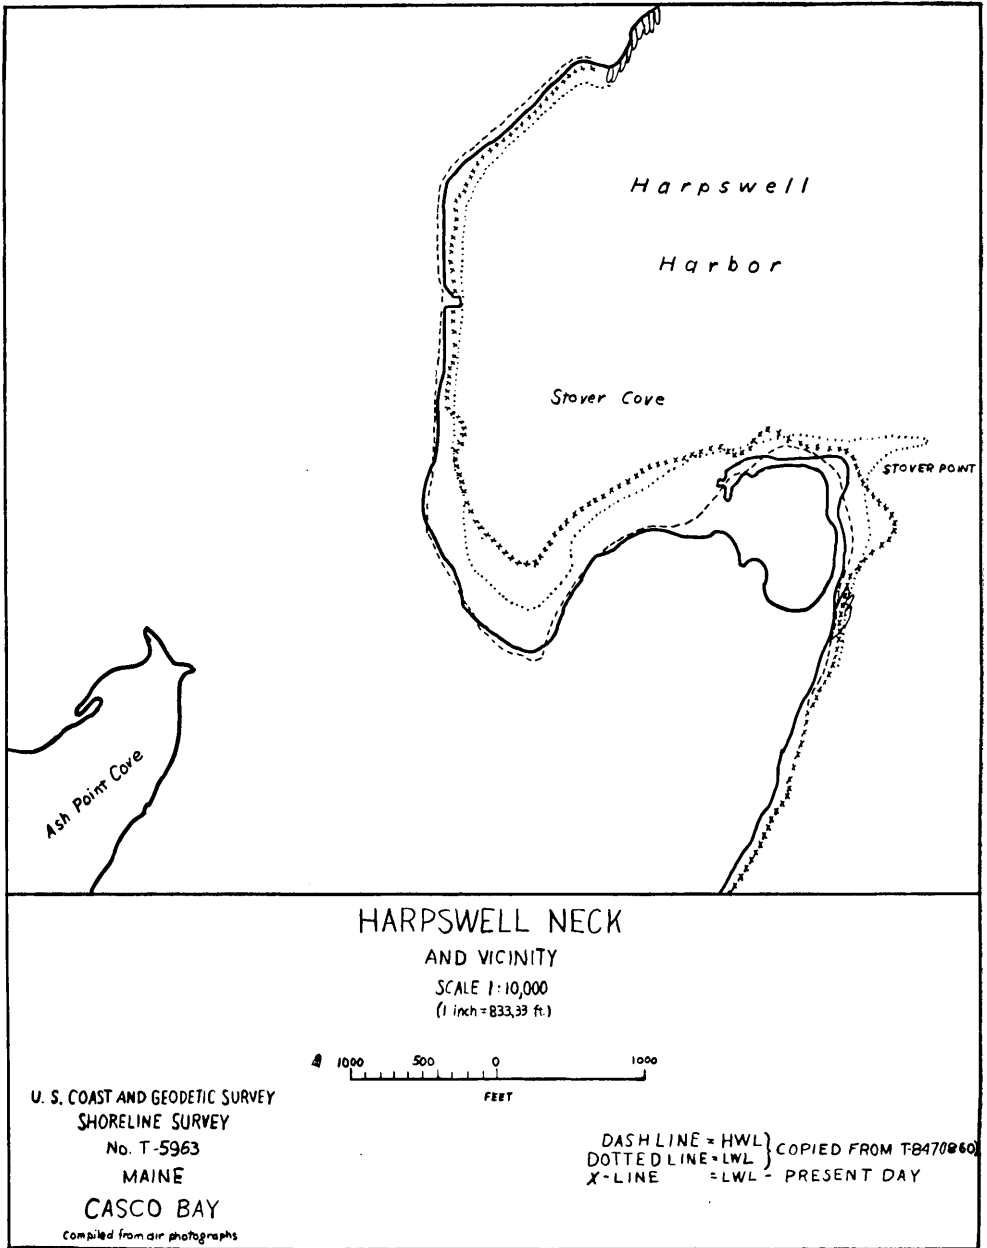 Harpswell
Harbor
Stover Cove
STOVER POINT
Ash Point Cove
HARPSWELL NECK
AND VICINITY
SCALE 1:10,000
(1 inch = 833,33 ft.)
1000 500 0 1000
FEET
U. S. COAST AND GEODETIC SURVEY
SHORELINE SURVEY
No. T-5963
MAINE
CASCO BAY
Compiled from air photographs
DASH LINE = HWL } COPIED FROM
DOTTED LINE = LWL
X-LINE = LWL - PRESENT DAY